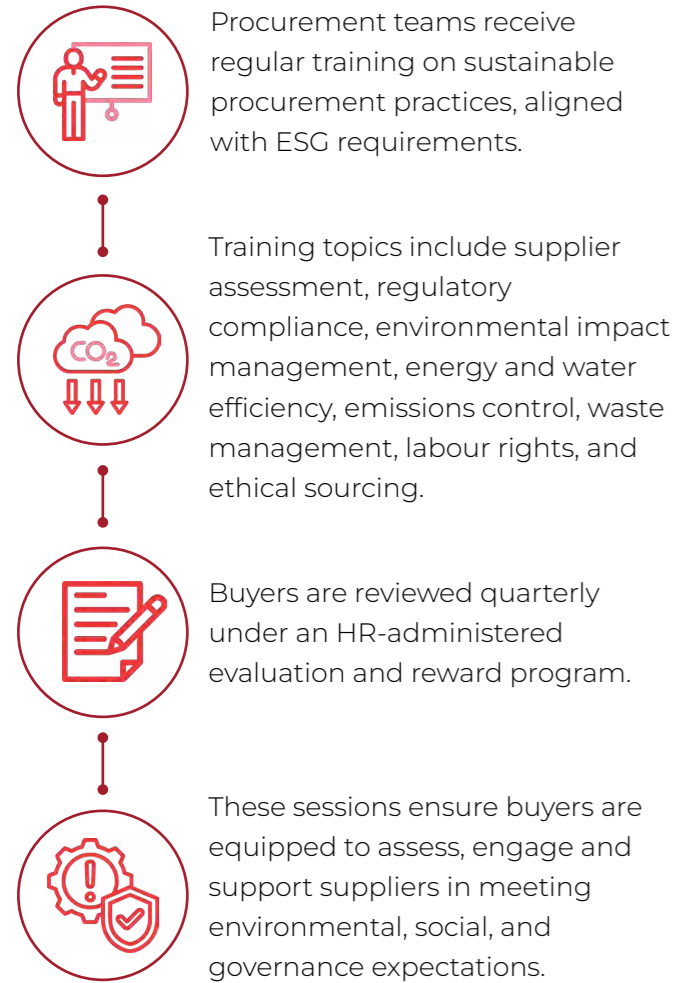 Procurement teams receive
regular training on sustainable
procurement practices, aligned
with ESG requirements.
Training topics include supplier
assessment, regulatory
compliance, environmental impact
management, energy and water
efficiency, emissions control, waste
management, labour rights, and
ethical sourcing.
CO₂
Buyers are reviewed quarterly
under an HR-administered
evaluation and reward program.
These sessions ensure buyers are
equipped to assess, engage and
support suppliers in meeting
environmental, social, and
governance expectations.